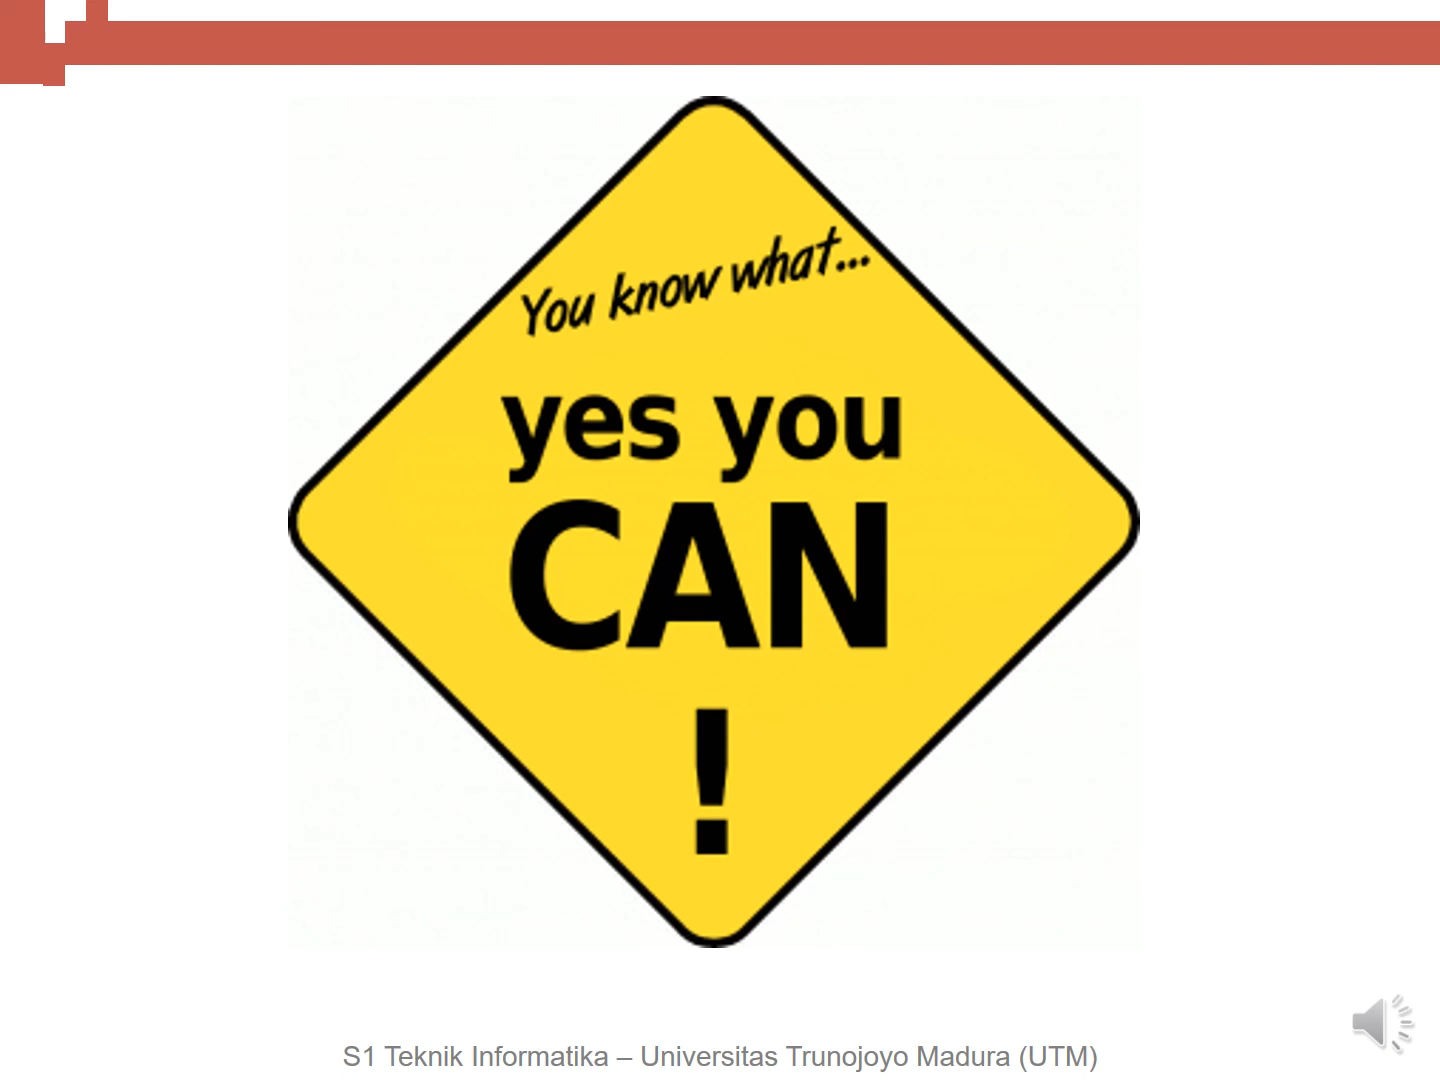 You know what...
yes you
CAN
!
S1 Teknik Informatika – Universitas Trunojoyo Madura (UTM)